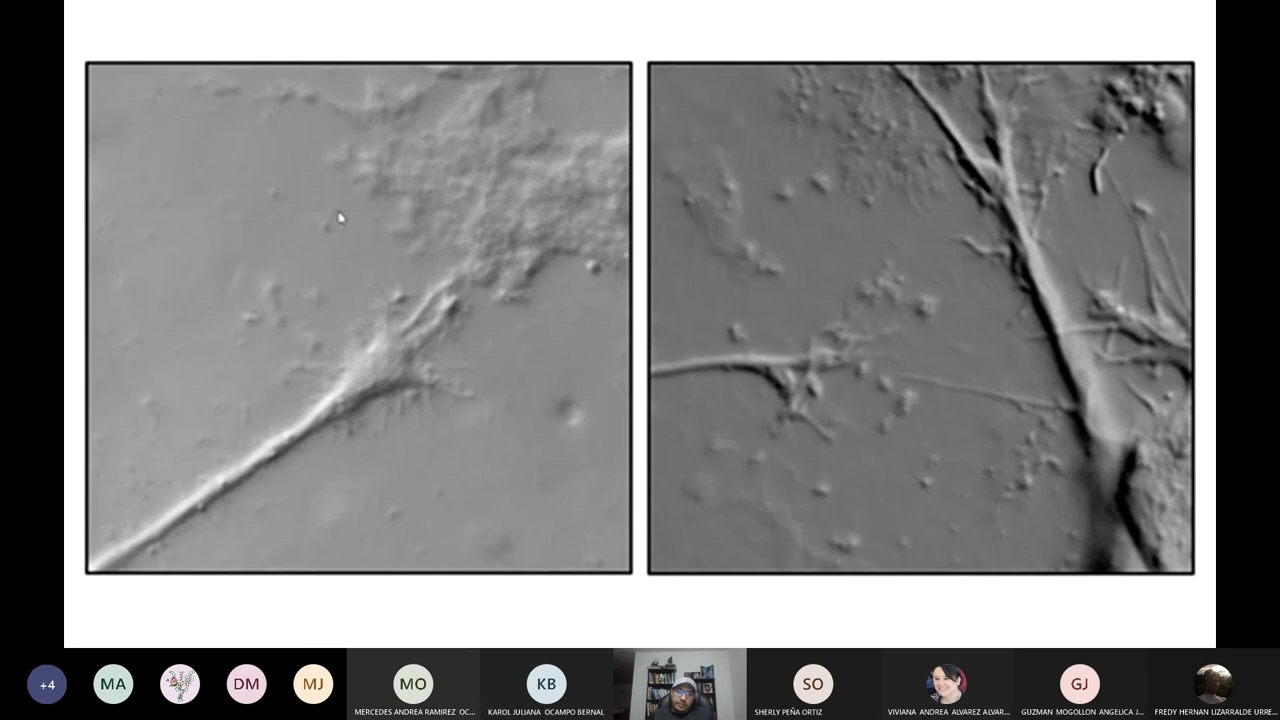 +4
MA
DM
MJ
MO
KB
SO
GJ
MERCEDES ANDREA RAMIREZ OC...
KAROL JULIANA OCAMPO BERNAL
SHERLY PEÑA ORTIZ
VIVIANA ANDREA ALVAREZ ALVAR...
GUZMAN MOGOLLON ANGELICA J...
FREDY HERNAN LIZARRALDE URRE...